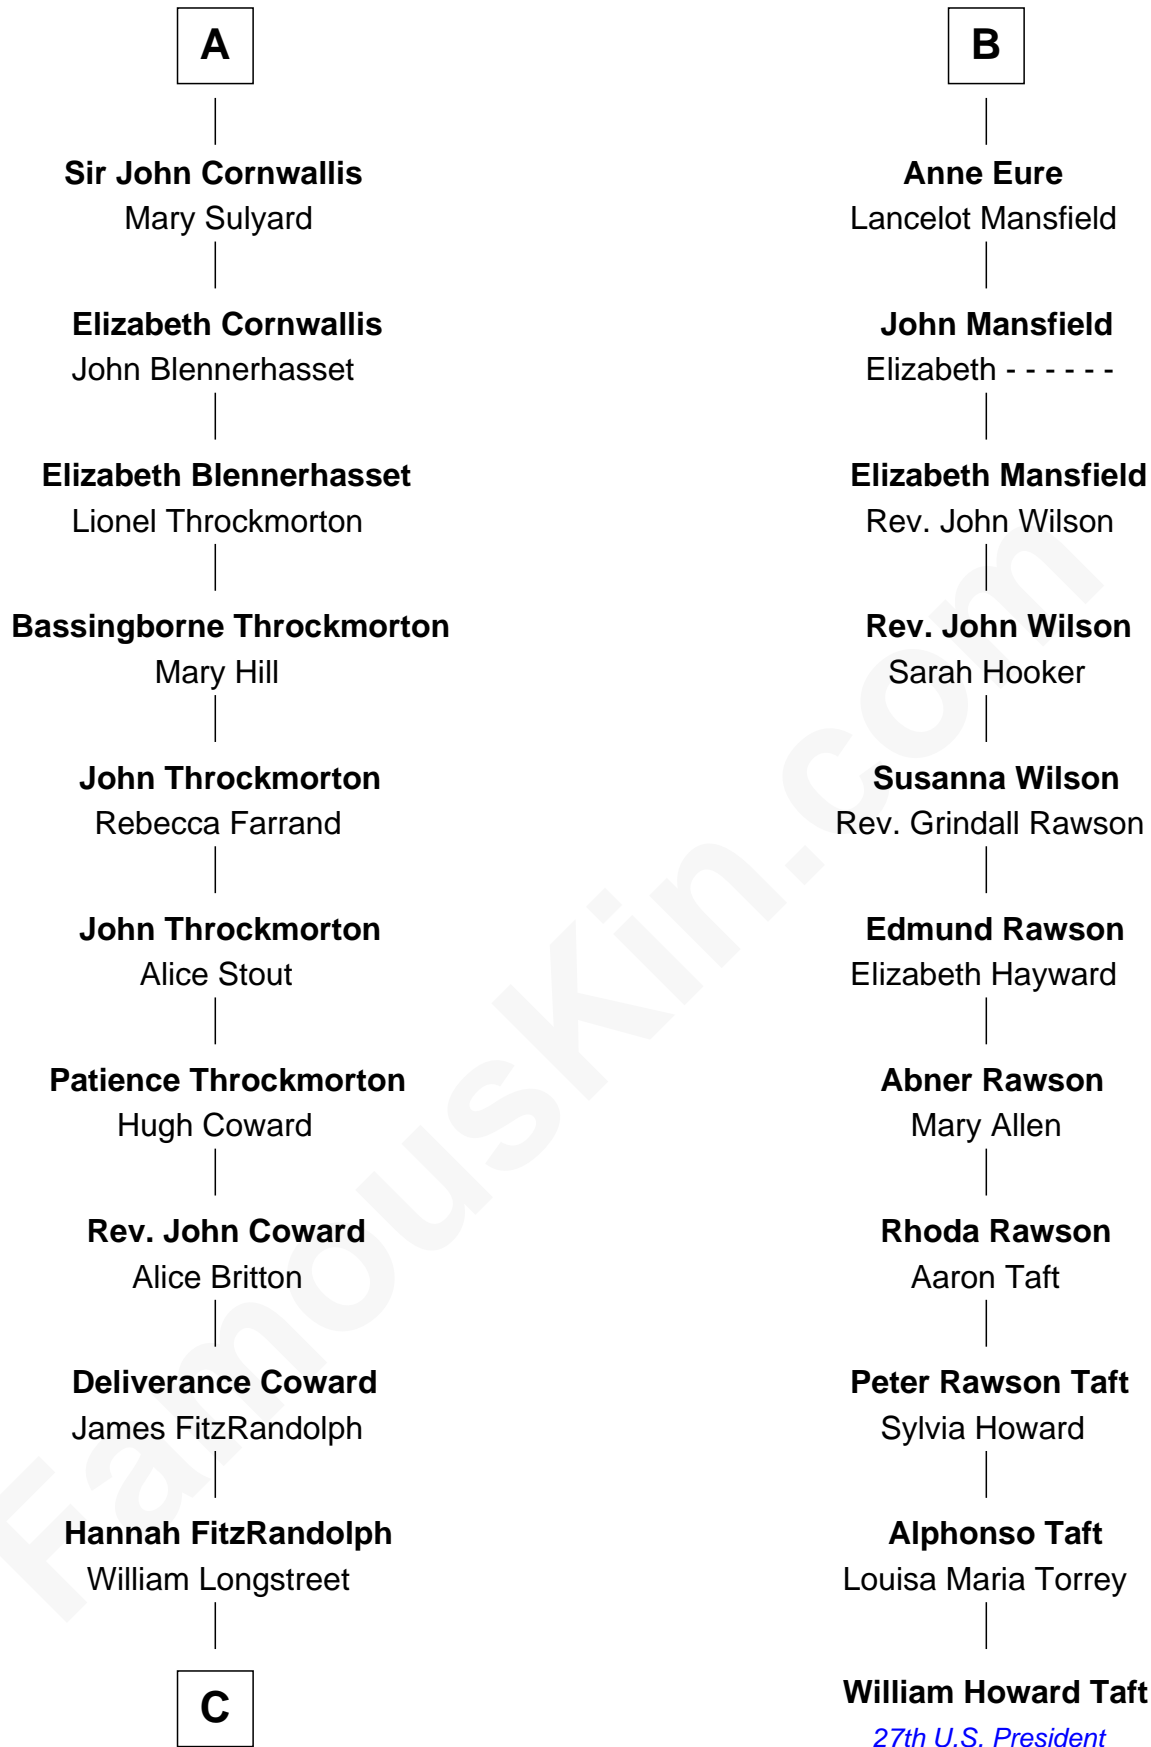 A
Sir John Cornwallis
Mary Sulyard
Elizabeth Cornwallis
John Blennerhasset
Elizabeth Blennerhasset
Lionel Throckmorton
Bassingborne Throckmorton
Mary Hill
John Throckmorton
Rebecca Farrand
John Throckmorton
Alice Stout
Patience Throckmorton
Hugh Coward
Rev. John Coward
Alice Britton
Deliverance Coward
James FitzRandolph
Hannah FitzRandolph
William Longstreet
C
B
Anne Eure
Lancelot Mansfield
John Mansfield
Elizabeth - - - - - -
Elizabeth Mansfield
Rev. John Wilson
Rev. John Wilson
Sarah Hooker
Susanna Wilson
Rev. Grindall Rawson
Edmund Rawson
Elizabeth Hayward
Abner Rawson
Mary Allen
Rhoda Rawson
Aaron Taft
Peter Rawson Taft
Sylvia Howard
Alphonso Taft
Louisa Maria Torrey
William Howard Taft
27th U.S. President
FamousKin.com